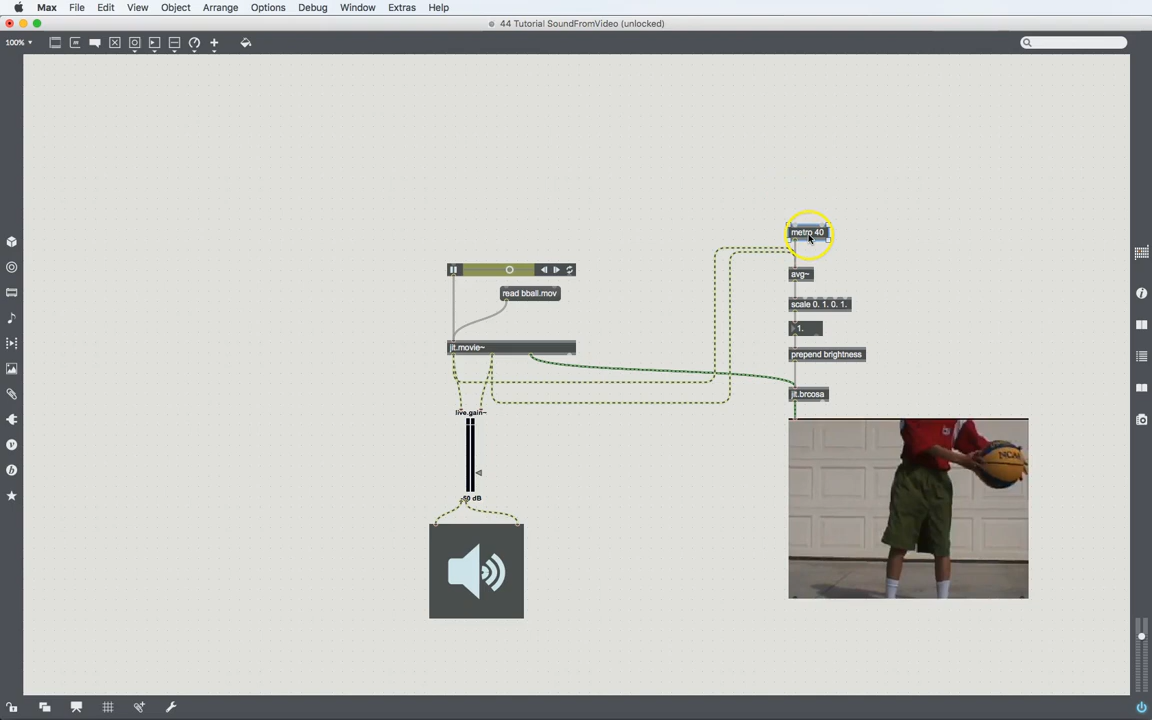 Max File Edit View Object Arrange Options Debug Window Extras Help
44 Tutorial SoundFromVideo (unlocked)
100%
metro 40
avg~
read bball.mov
scale 0. 1. 0. 1.
1.
jit.movie~
prepend brightness
jit.brcosa
live.gain~
NCAA